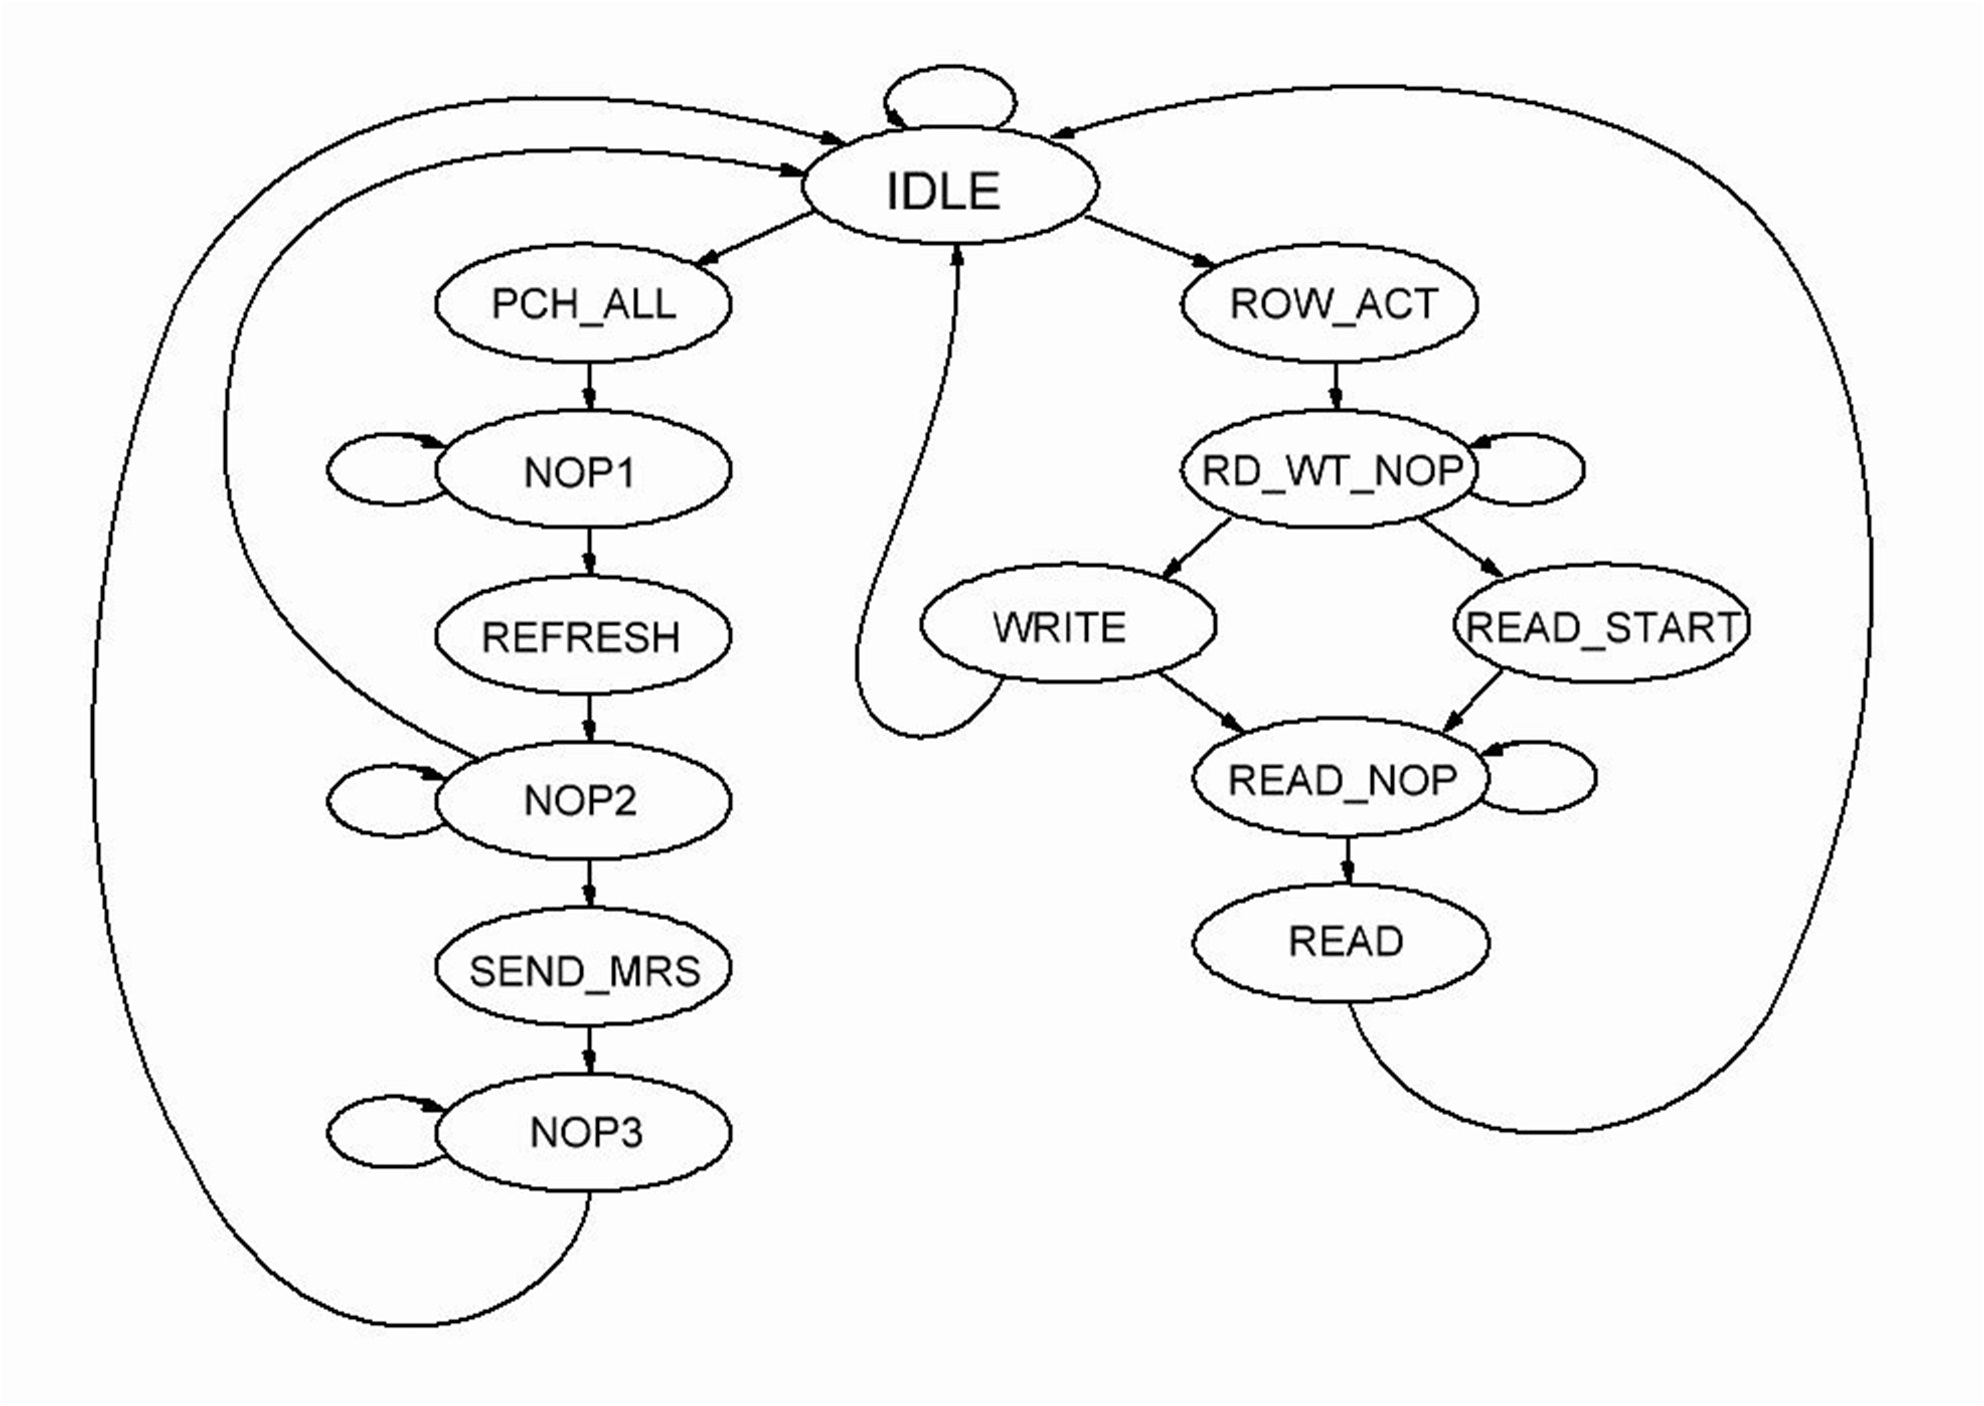 IDLE
PCH_ALL
ROW_ACT
NOP1
RD_WT_NOP
REFRESH
WRITE
READ_START
NOP2
READ_NOP
SEND_MRS
READ
NOP3